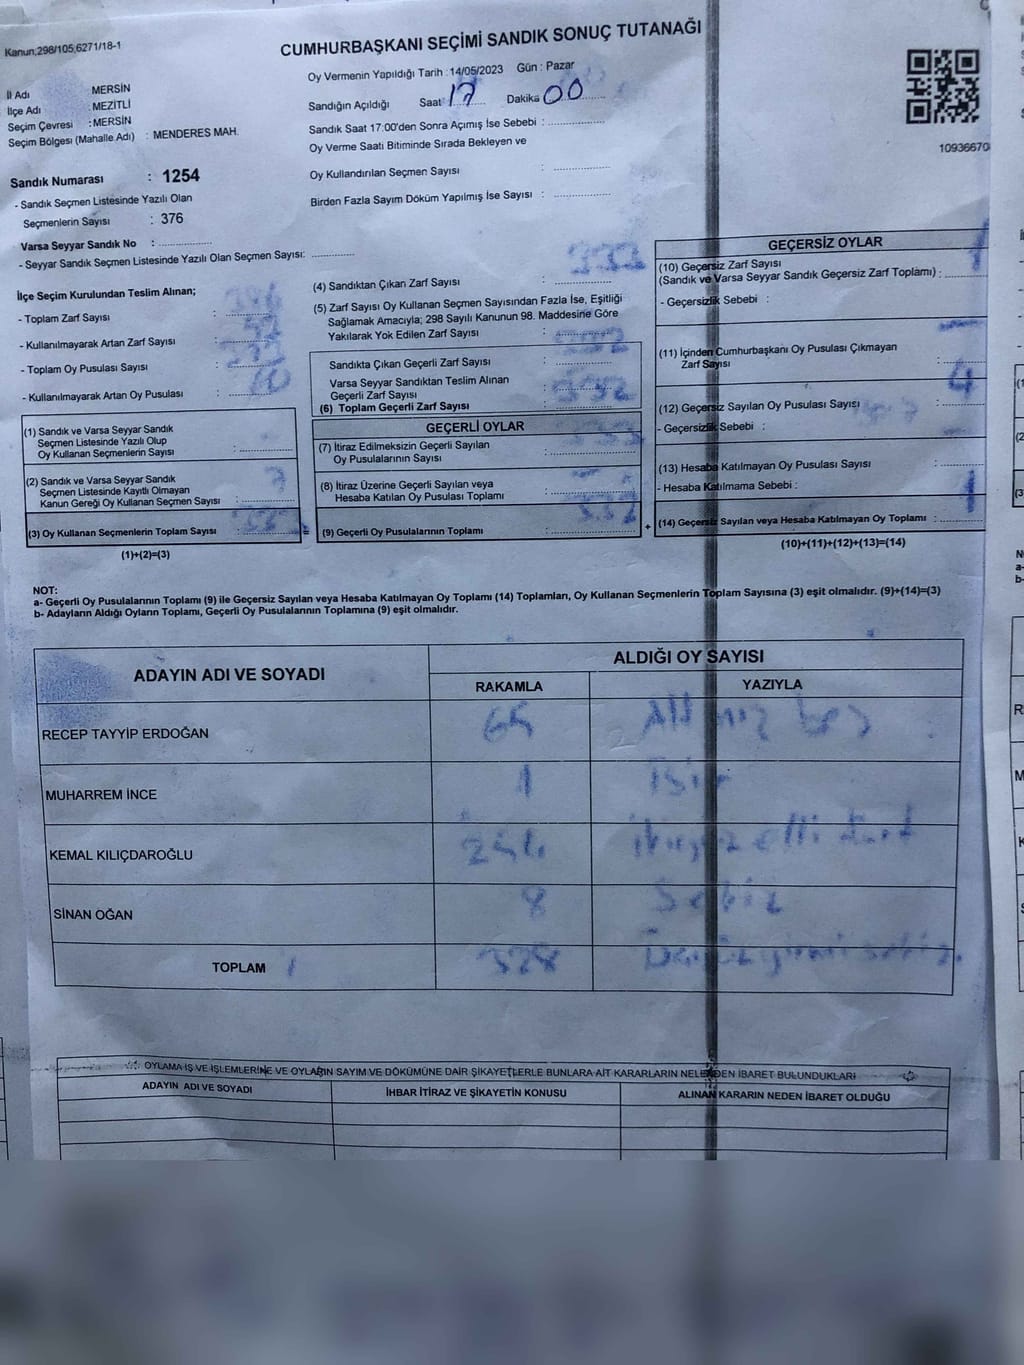 Kanun;298/105,6271/18-1
CUMHURBAŞKANI SEÇİMİ SANDIK SONUÇ TUTANAĞI
İl Adı MERSİN
İlçe Adı : MEZİTLİ
Seçim Çevresi : MERSİN
Seçim Bölgesi (Mahalle Adı) : MENDERES MAH.
Sandık Numarası : 1254
- Sandık Seçmen Listesinde Yazılı Olan
Seçmenlerin Sayısı : 376
Varsa Seyyar Sandık No :
- Seyyar Sandık Seçmen Listesinde Yazılı Olan Seçmen Sayısı:
Oy Vermenin Yapıldığı Tarih : 14/05/2023 Gün : Pazar
Sandığın Açıldığı Saat 17 Dakika 00
Sandık Saat 17:00'den Sonra Açımış İse Sebebi :
Oy Verme Saati Bitiminde Sırada Bekleyen ve
Oy Kullandırılan Seçmen Sayısı :
Birden Fazla Sayım Döküm Yapılmış İse Sayısı :
10936670
İlçe Seçim Kurulundan Teslim Alınan;
- Toplam Zarf Sayısı :
- Kullanılmayarak Artan Zarf Sayısı :
- Toplam Oy Pusulası Sayısı :
- Kullanılmayarak Artan Oy Pusulası :
(1) Sandık ve Varsa Seyyar Sandık
Seçmen Listesinde Yazılı Olup
Oy Kullanan Seçmenlerin Sayısı :
(2) Sandık ve Varsa Seyyar Sandık
Seçmen Listesinde Kayıtlı Olmayan
Kanun Gereği Oy Kullanan Seçmen Sayısı :
(3) Oy Kullanan Seçmenlerin Toplam Sayısı :
(1)+(2)=(3)
(4) Sandıktan Çıkan Zarf Sayısı : 332
(5) Zarf Sayısı Oy Kullanan Seçmen Sayısından Fazla İse, Eşitliği
Sağlamak Amacıyla; 298 Sayılı Kanunun 98. Maddesine Göre
Yakılarak Yok Edilen Zarf Sayısı :
Sandıkta Çıkan Geçerli Zarf Sayısı : 332
Varsa Seyyar Sandıktan Teslim Alınan
Geçerli Zarf Sayısı :
(6) Toplam Geçerli Zarf Sayısı : 332
GEÇERLİ OYLAR
(7) İtiraz Edilmeksizin Geçerli Sayılan
Oy Pusulalarının Sayısı :
(8) İtiraz Üzerine Geçerli Sayılan veya
Hesaba Katılan Oy Pusulası Toplamı :
(9) Geçerli Oy Pusulalarının Toplamı :
GEÇERSİZ OYLAR
(10) Geçersiz Zarf Sayısı
(Sandık ve Varsa Seyyar Sandık Geçersiz Zarf Toplamı) : 1
- Geçersizlik Sebebi :
(11) İçinden Cumhurbaşkanı Oy Pusulası Çıkmayan
Zarf Sayısı :
(12) Geçersiz Sayılan Oy Pusulası Sayısı : 4
- Geçersizlik Sebebi :
(13) Hesaba Katılmayan Oy Pusulası Sayısı :
- Hesaba Katılmama Sebebi :
(14) Geçersiz Sayılan veya Hesaba Katılmayan Oy Toplamı :
(10)+(11)+(12)+(13)=(14)
NOT:
a- Geçerli Oy Pusulalarının Toplamı (9) ile Geçersiz Sayılan veya Hesaba Katılmayan Oy Toplamı (14) Toplamları, Oy Kullanan Seçmenlerin Toplam Sayısına (3) eşit olmalıdır. (9)+(14)=(3)
b- Adayların Aldığı Oyların Toplamı, Geçerli Oy Pusulalarının Toplamına (9) eşit olmalıdır.
ADAYIN ADI VE SOYADI ALDIĞI OY SAYISI
RAKAMLA YAZIYLA
RECEP TAYYİP ERDOĞAN 65 Altmış beş
MUHARREM İNCE 1 Bir
KEMAL KILIÇDAROĞLU 254 ikiyüz elli dört
SİNAN OĞAN 8 Sekiz
TOPLAM 328 Üçyüz yirmi sekiz.
OYLAMA İŞ VE İŞLEMLERİNE VE OYLARIN SAYIM VE DÖKÜMÜNE DAİR ŞİKAYETLERLE BUNLARA AİT KARARLARIN NELERDEN İBARET BULUNDUKLARI
ADAYIN ADI VE SOYADI İHBAR İTİRAZ VE ŞİKAYETİN KONUSU ALINAN KARARIN NEDEN İBARET OLDUĞU